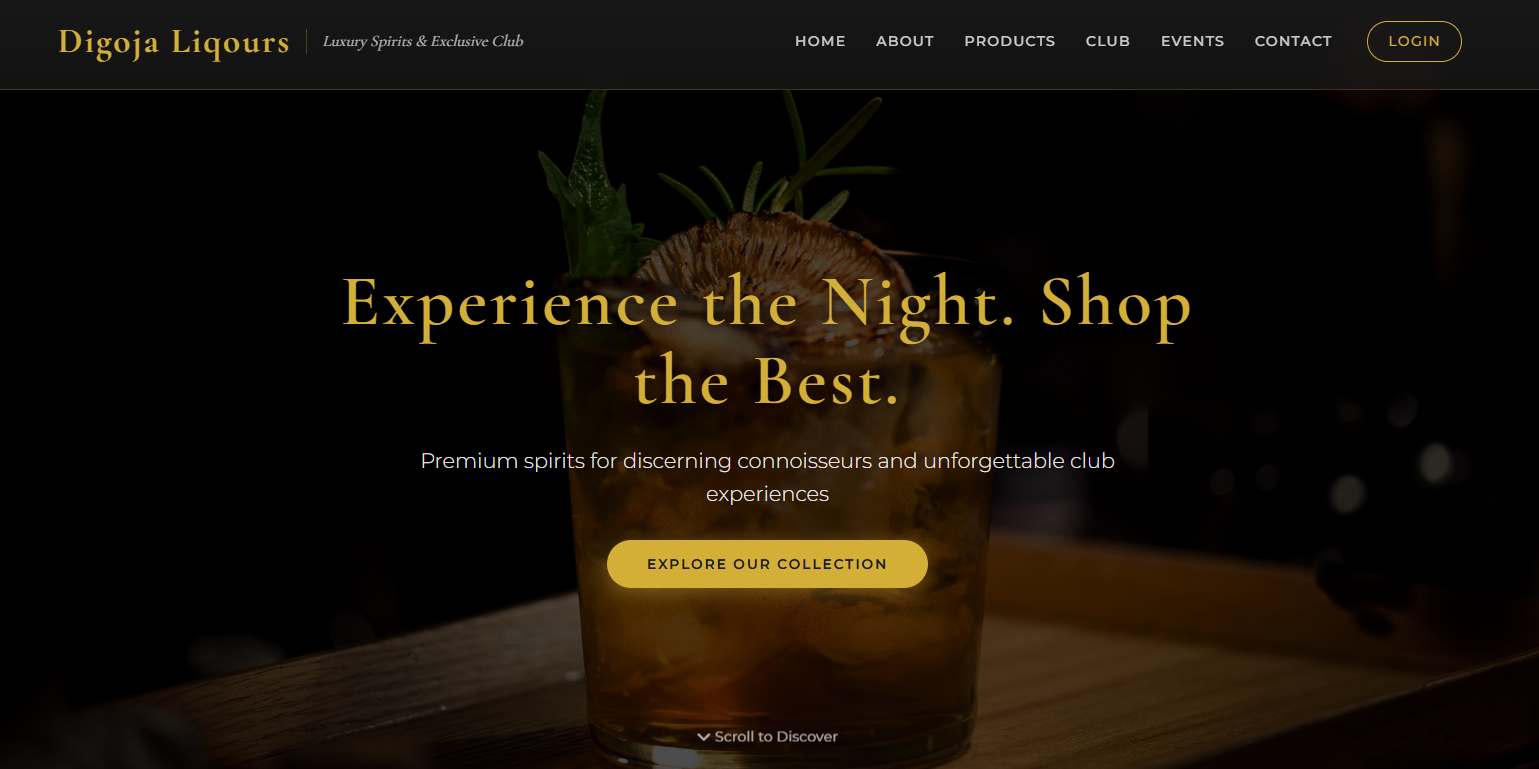 Digoja Liqours
Luxury Spirits & Exclusive Club
HOME ABOUT PRODUCTS CLUB EVENTS CONTACT LOGIN
Experience the Night. Shop
the Best.
Premium spirits for discerning connoisseurs and unforgettable club
experiences
EXPLORE OUR COLLECTION
Scroll to Discover